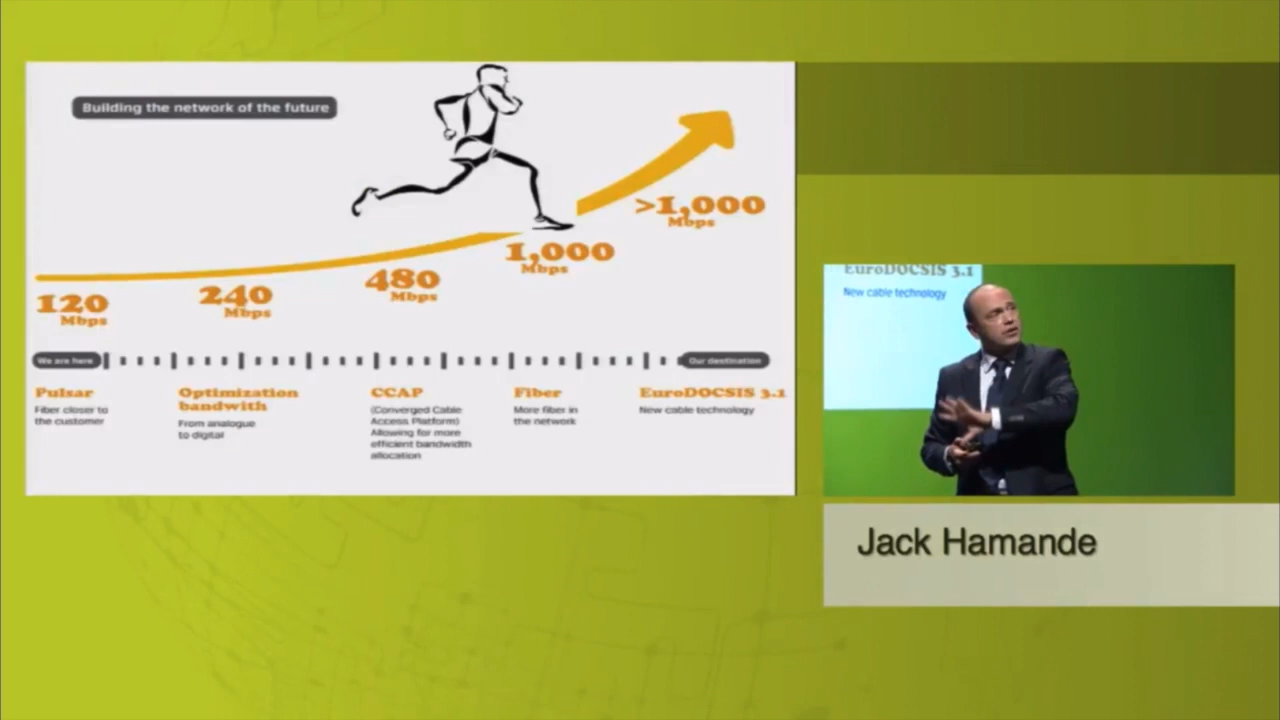 Building the network of the future
>1,000
Mbps
1,000
Mbps
480
Mbps
240
Mbps
120
Mbps
We are here
Our destination
Pulsar
Fiber closer to
the customer
Optimization
bandwith
From analogue
to digital
CCAP
(Converged Cable
Access Platform)
Allowing for more
efficient bandwidth
allocation
Fiber
More fiber in
the network
EuroDOCSIS 3.1
New cable technology
EuroDOCSIS 3.1
New cable technology
Jack Hamande